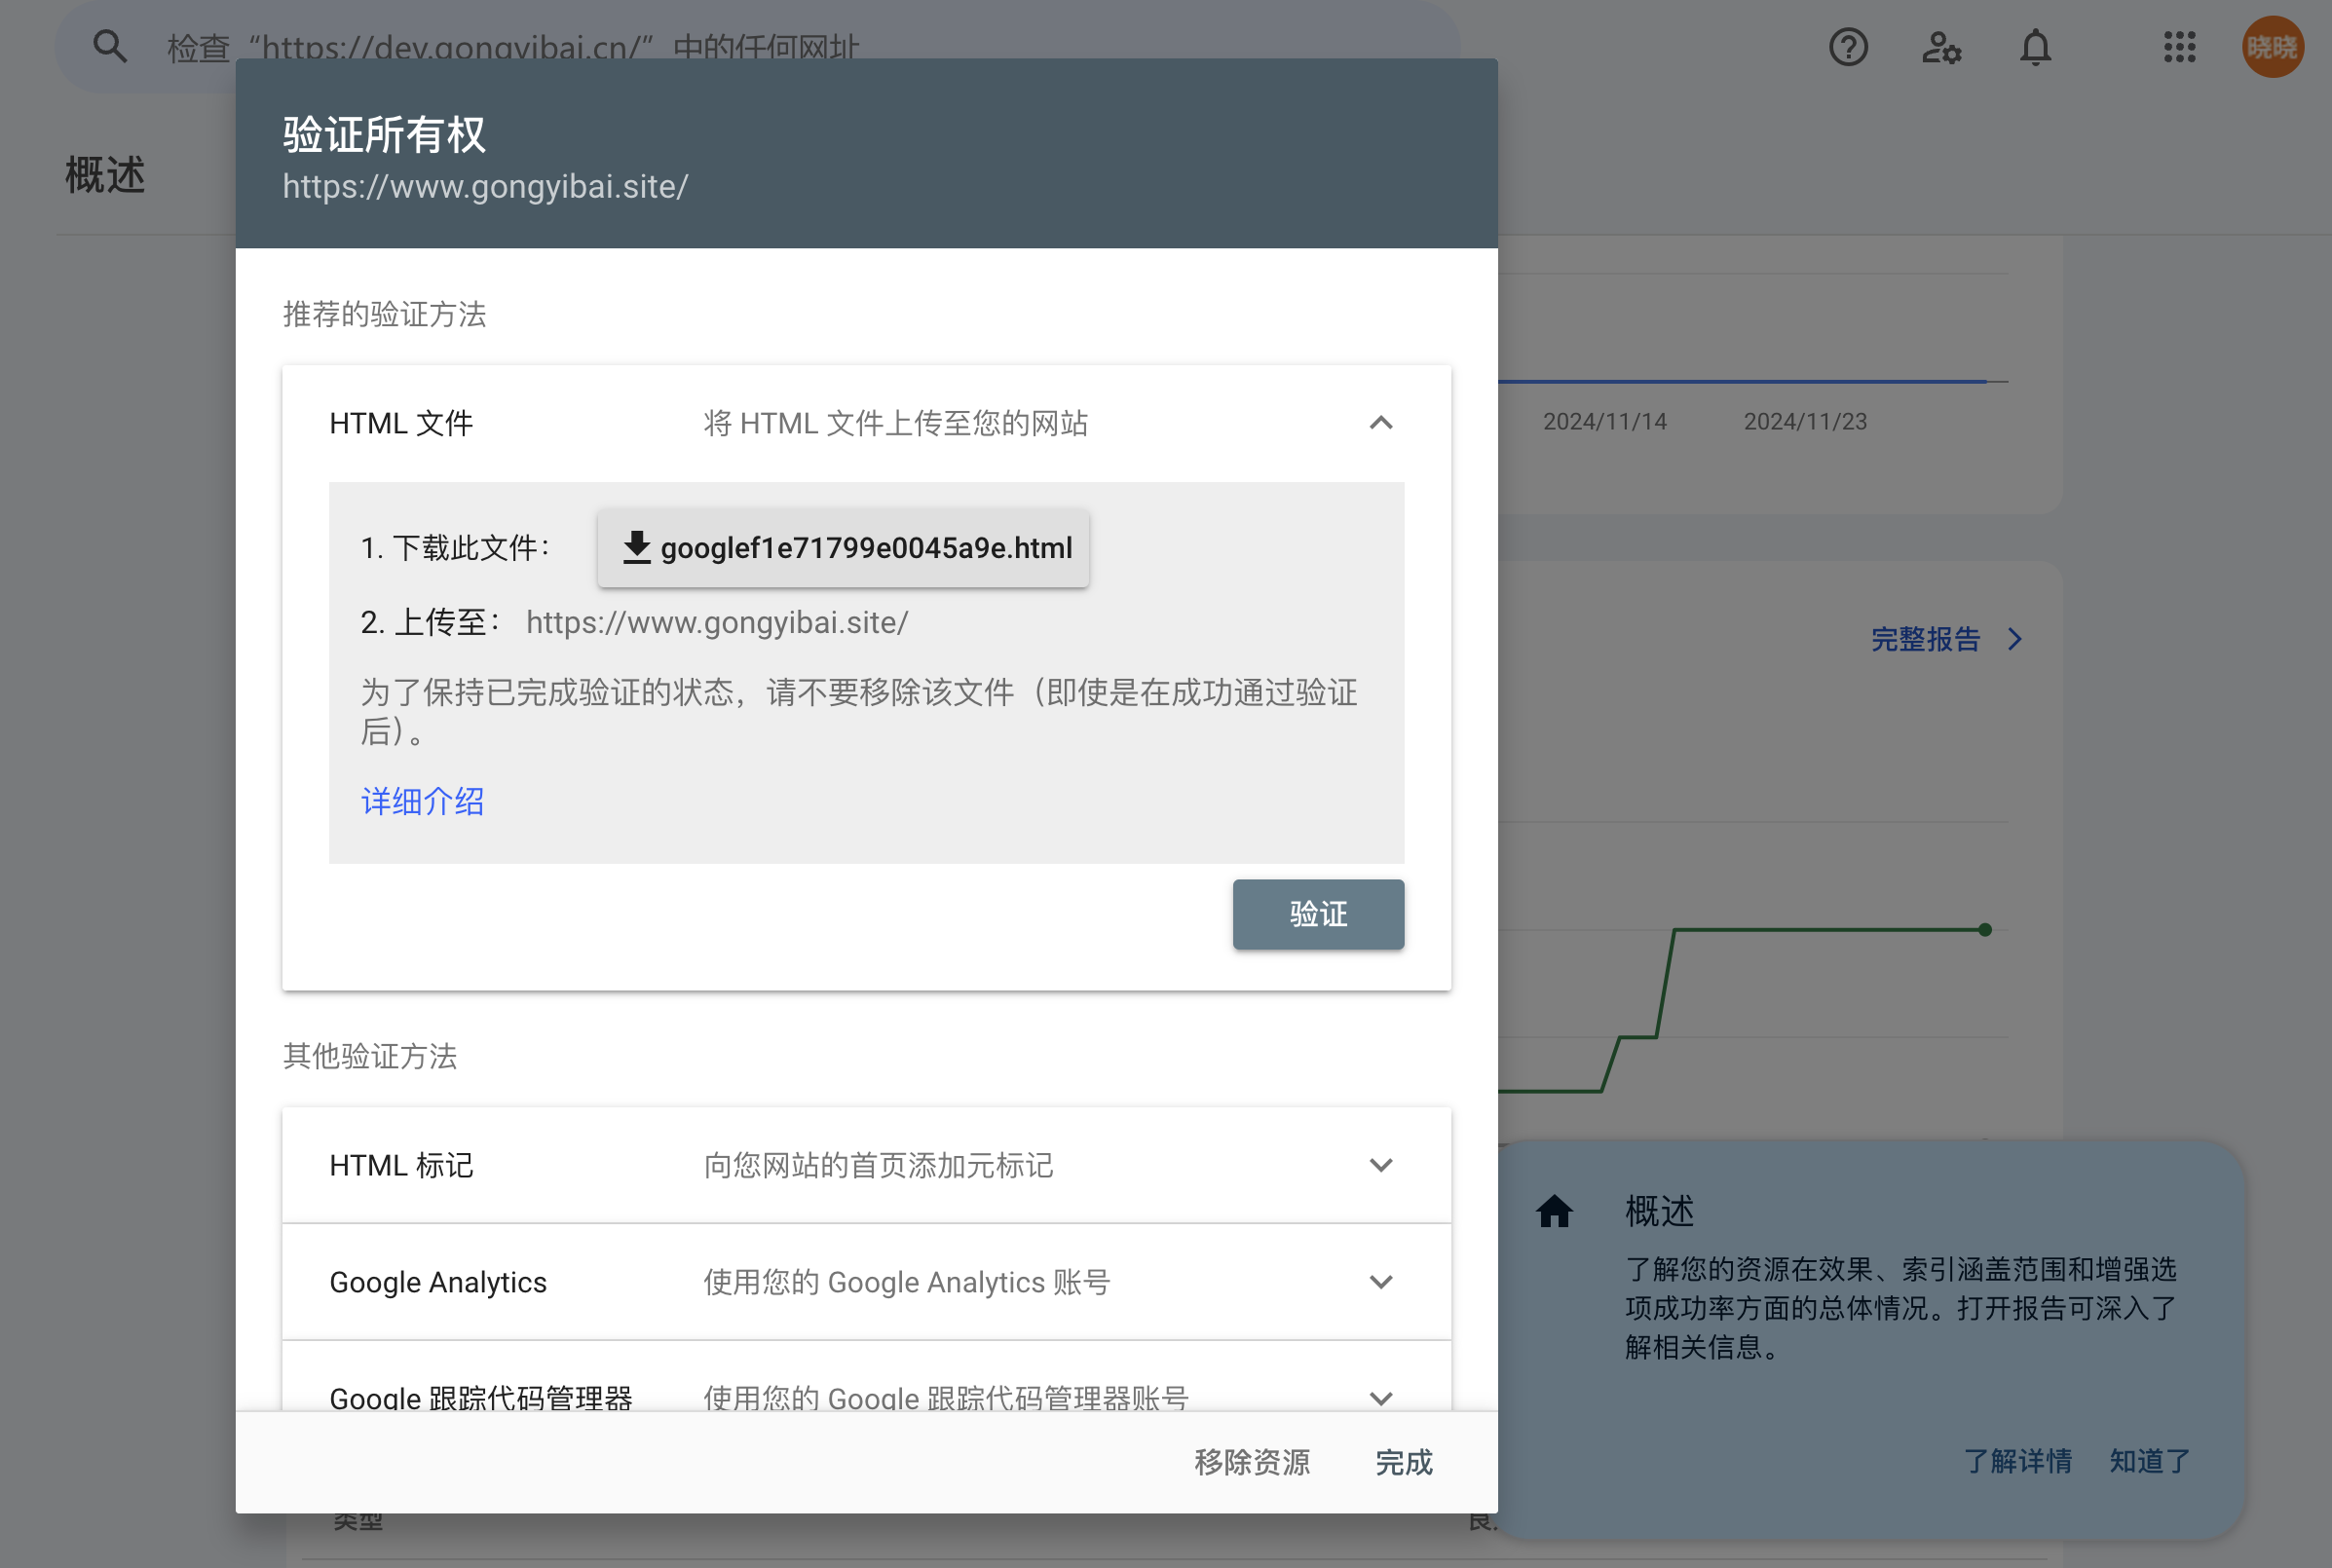 检查 “https://dev.gongyibai.cn/” 中的任何网址
晓晓
验证所有权
https://www.gongyibai.site/
概述
推荐的验证方法
HTML 文件
将 HTML 文件上传至您的网站
2024/11/14
2024/11/23
1. 下载此文件：
googlef1e71799e0045a9e.html
2. 上传至：
https://www.gongyibai.site/
完整报告
为了保持已完成验证的状态，请不要移除该文件（即使是在成功通过验证
后）。
详细介绍
验证
其他验证方法
HTML 标记
向您网站的首页添加元标记
Google Analytics
使用您的 Google Analytics 账号
Google 跟踪代码管理器
使用您的 Google 跟踪代码管理器账号
移除资源
完成
概述
了解您的资源在效果、索引涵盖范围和增强选
项成功率方面的总体情况。打开报告可深入了
解相关信息。
了解详情
知道了
类型